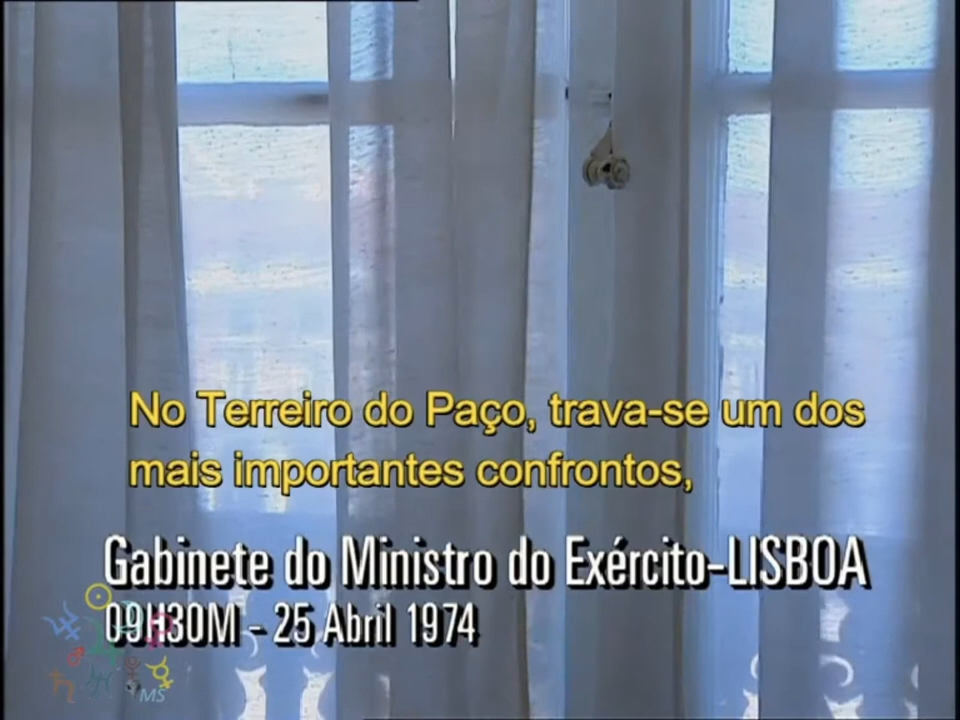 No Terreiro do Paço, trava-se um dos
mais importantes confrontos,
Gabinete do Ministro do Exército-LISBOA
09H30M - 25 Abril 1974
MS